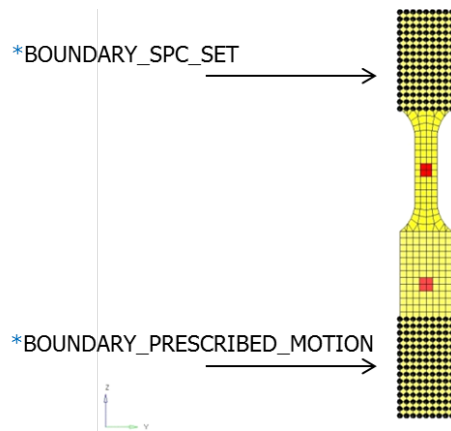 *BOUNDARY_SPC_SET
*BOUNDARY_PRESCRIBED_MOTION
Z
Y